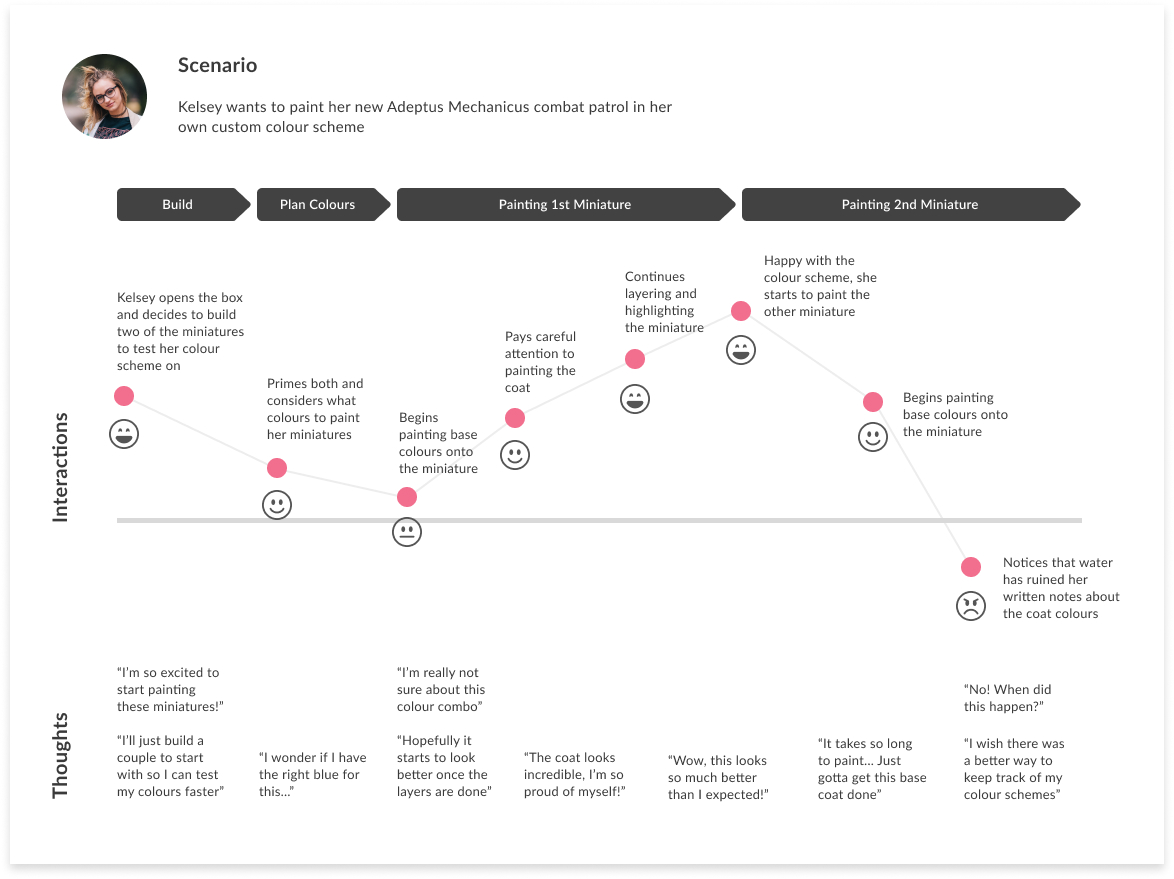 Scenario
Kelsey wants to paint her new Adeptus Mechanicus combat patrol in her
own custom colour scheme
Build
Plan Colours
Painting 1st Miniature
Painting 2nd Miniature
Interactions
Kelsey opens the box
and decides to build
two of the miniatures
to test her colour
scheme on
Primes both and
considers what
colours to paint
her miniatures
Begins
painting base
colours onto
the miniature
Pays careful
attention to
painting the
coat
Continues
layering and
highlighting
the miniature
Happy with the
colour scheme, she
starts to paint the
other miniature
Begins painting
base colours onto
the miniature
Notices that water
has ruined her
written notes about
the coat colours
Thoughts
“I’m so excited to
start painting
these miniatures!”
“I’ll just build a
couple to start
with so I can test
my colours faster”
“I wonder if I have
the right blue for
this...”
“I’m really not
sure about this
colour combo”
“Hopefully it
starts to look
better once the
layers are done”
“The coat looks
incredible, I’m so
proud of myself!”
“Wow, this looks
so much better
than I expected!”
“It takes so long
to paint... Just
gotta get this base
coat done”
“No! When did
this happen?”
“I wish there was
a better way to
keep track of my
colour schemes”